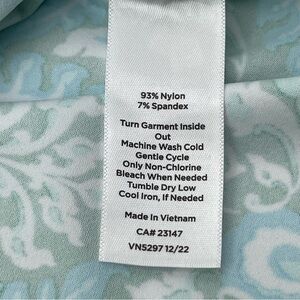 93% Nylon
7% Spandex
Turn Garment Inside
Out
Machine Wash Cold
Gentle Cycle
Only Non-Chlorine
Bleach When Needed
Tumble Dry Low
Cool Iron, If Needed
Made In Vietnam
CA# 23147
VN5297 12/22